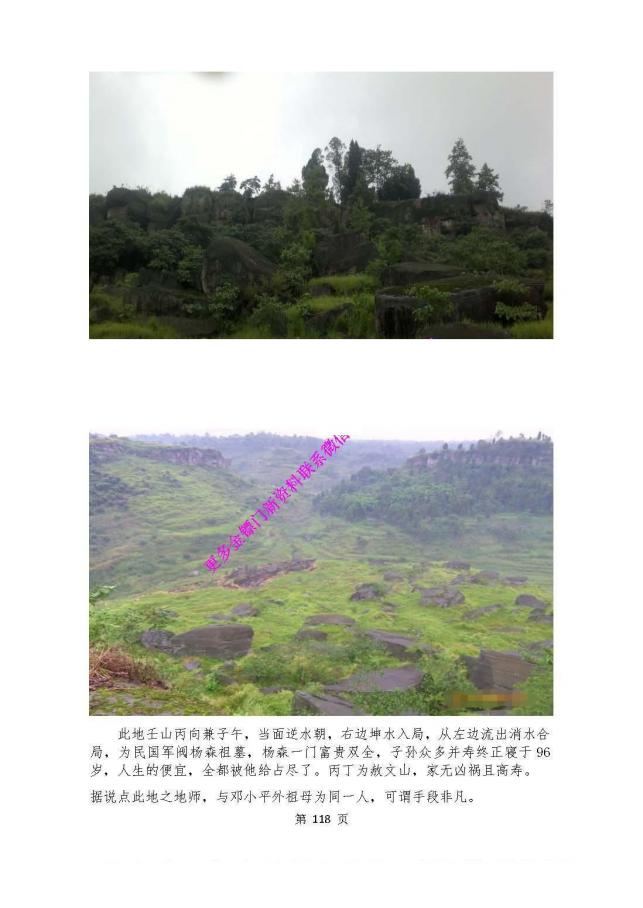 更多金镖门新资料联系微信
此地壬山丙向兼子午，当面逆水朝，右边坤水入局，从左边流出消水合
局，为民国军阀杨森祖墓，杨森一门富贵双全，子孙众多并寿终正寝于 96
岁，人生的便宜，全都被他给占尽了。丙丁为赦文山，家无凶祸且高寿。
据说点此地之地师，与邓小平外祖母为同一人，可谓手段非凡。
第 118 页